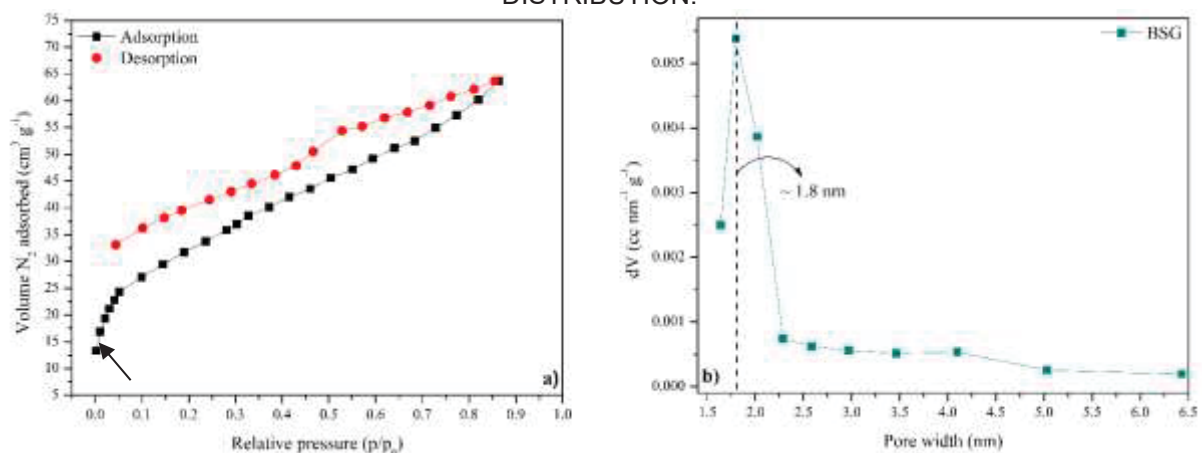 DISTRIBUTION.
Adsorption
Desorption
Volume N₂ adsorbed (cm³ g⁻¹)
75
70
65
60
55
50
45
40
35
30
25
20
15
10
5
a)
0.0 0.1 0.2 0.3 0.4 0.5 0.6 0.7 0.8 0.9 1.0
Relative pressure (p/p₀)
BSG
dV (cc nm⁻¹ g⁻¹)
0.005
0.004
0.003
0.002
0.001
0.000
~ 1.8 nm
b)
1.5 2.0 2.5 3.0 3.5 4.0 4.5 5.0 5.5 6.0 6.5
Pore width (nm)